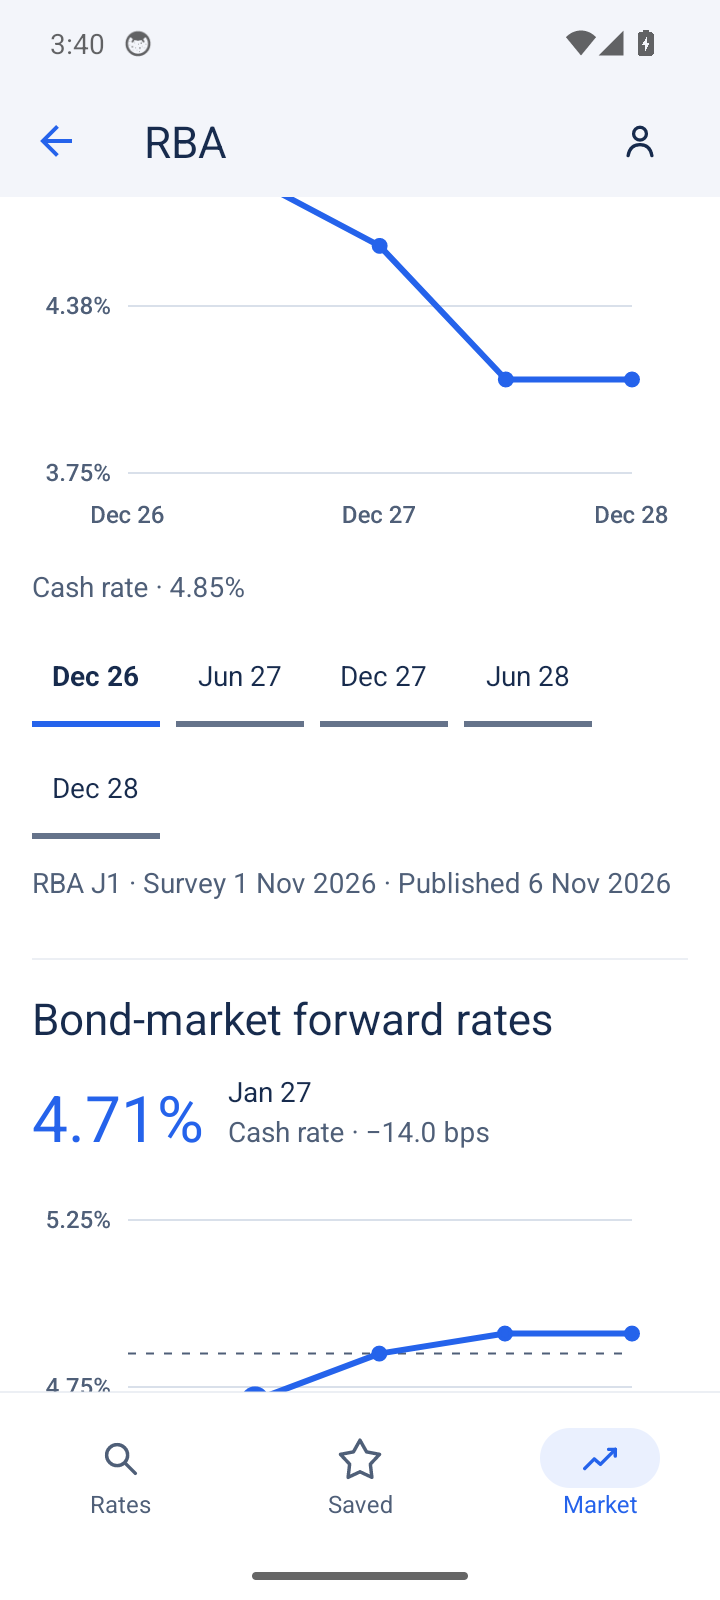 3:40
RBA
4.38%
3.75%
Dec 26 Dec 27 Dec 28
Cash rate · 4.85%
Dec 26 Jun 27 Dec 27 Jun 28
Dec 28
RBA J1 · Survey 1 Nov 2026 · Published 6 Nov 2026
Bond-market forward rates
4.71%
Jan 27
Cash rate · −14.0 bps
5.25%
4.75%
Rates Saved Market